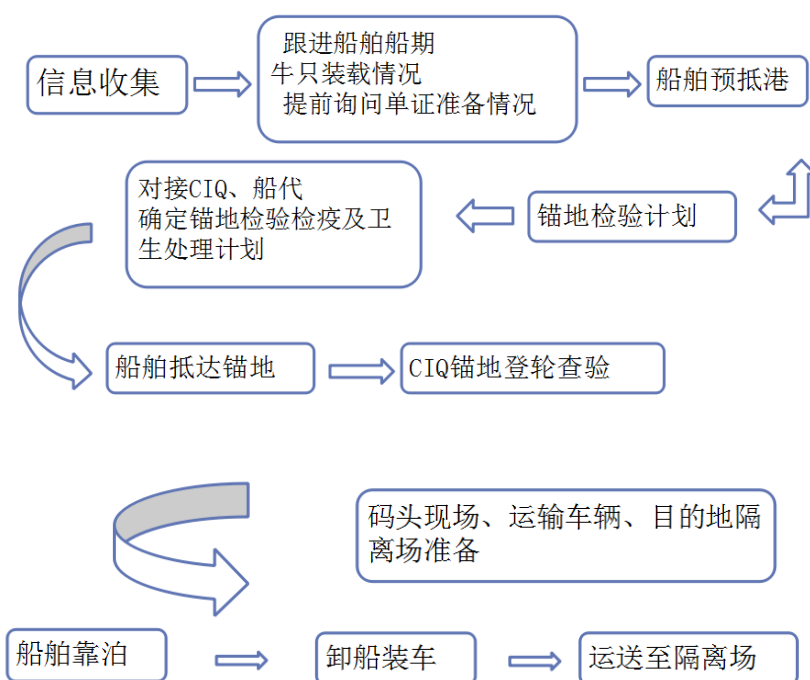 信息收集
跟进船舶船期
牛只装载情况
提前询问单证准备情况
船舶预抵港
锚地检验计划
对接CIQ、船代
确定锚地检验检疫及卫
生处理计划
船舶抵达锚地
CIQ锚地登轮查验
码头现场、运输车辆、目的地隔
离场准备
船舶靠泊
卸船装车
运送至隔离场